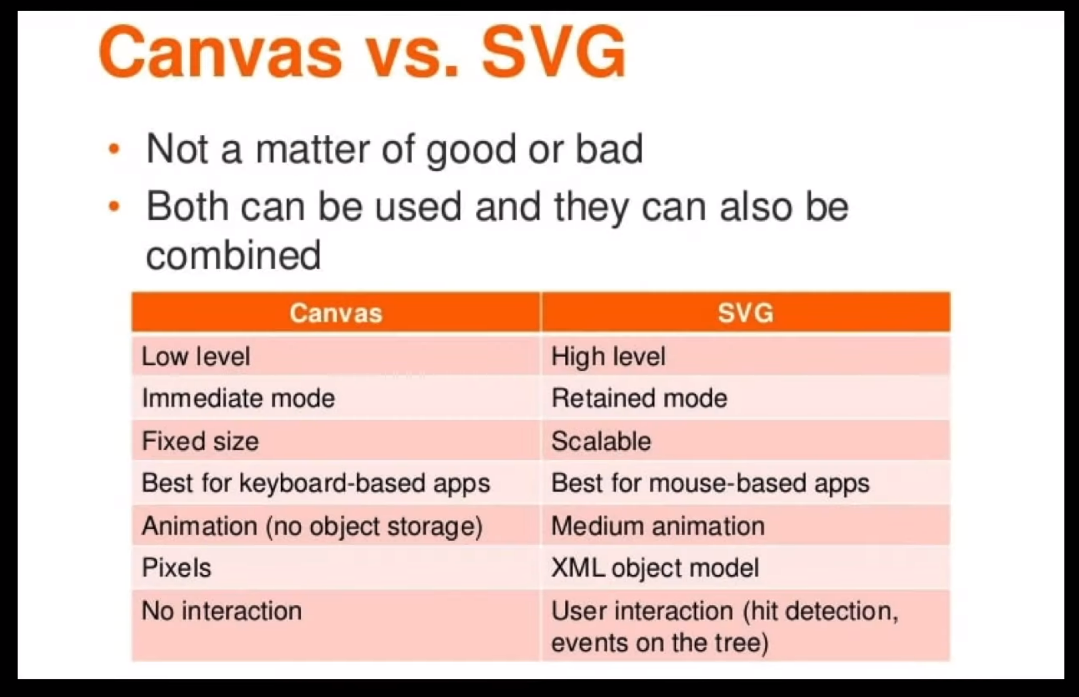 Canvas vs. SVG
• Not a matter of good or bad
• Both can be used and they can also be
combined
Canvas SVG
Low level High level
Immediate mode Retained mode
Fixed size Scalable
Best for keyboard-based apps Best for mouse-based apps
Animation (no object storage) Medium animation
Pixels XML object model
No interaction User interaction (hit detection,
events on the tree)